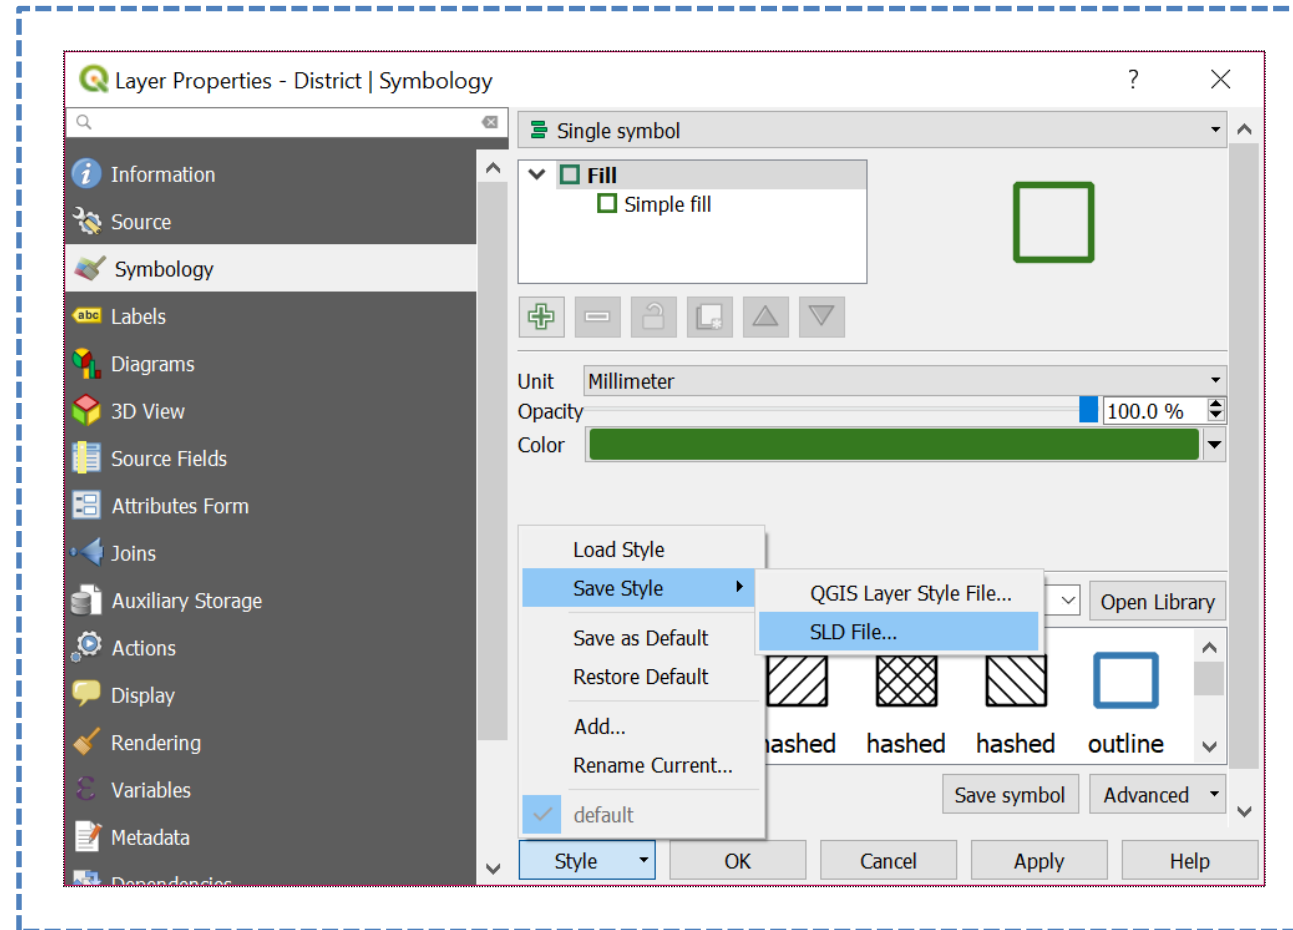 Layer Properties - District | Symbology
?
Single symbol
Information
Fill
Simple fill
Source
Symbology
abc Labels
Diagrams
3D View
Source Fields
Attributes Form
Joins
Auxiliary Storage
Actions
Display
Rendering
Variables
Metadata
Dependencies
Unit Millimeter
Opacity 100.0 %
Color
Load Style
Save Style
QGIS Layer Style File...
SLD File...
Open Library
Save as Default
Restore Default
Add...
Rename Current...
default
hashed hashed hashed outline
Save symbol Advanced
Style OK Cancel Apply Help